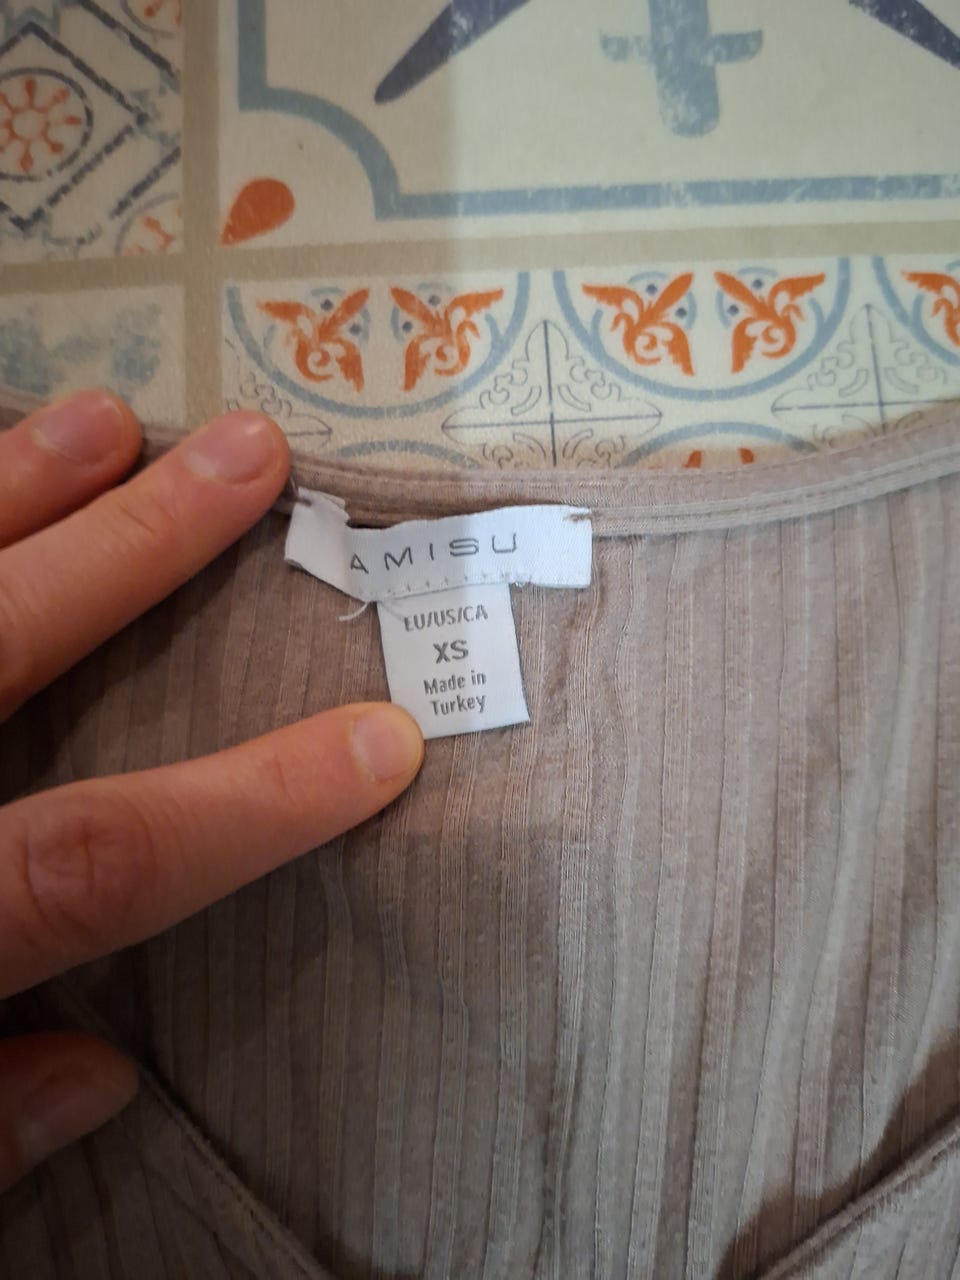 AMISU
EU/US/CA
XS
Made in
Turkey